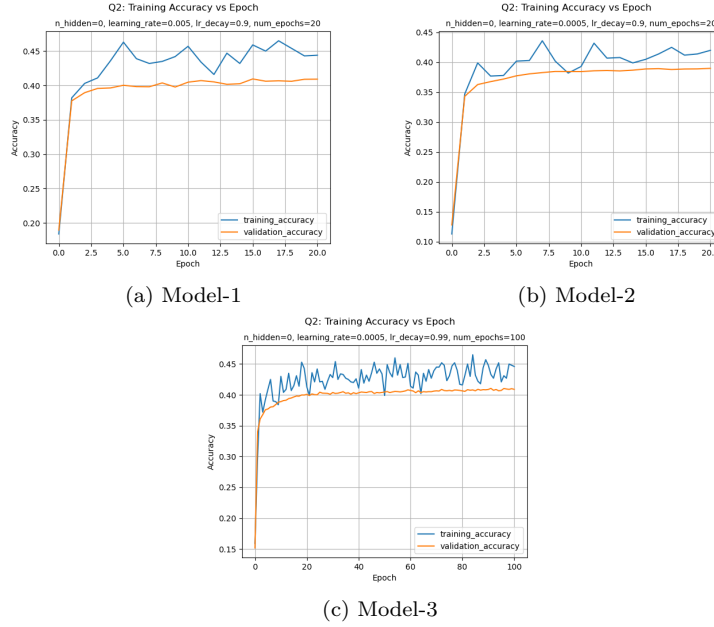 Q2: Training Accuracy vs Epoch
n_hidden=0, learning_rate=0.005, lr_decay=0.9, num_epochs=20
Accuracy
0.45
0.40
0.35
0.30
0.25
0.20
0.0 2.5 5.0 7.5 10.0 12.5 15.0 17.5 20.0
Epoch
training_accuracy
validation_accuracy
(a) Model-1
Q2: Training Accuracy vs Epoch
n_hidden=0, learning_rate=0.0005, lr_decay=0.9, num_epochs=20
Accuracy
0.40
0.35
0.30
0.25
0.20
0.15
0.10
0.0 2.5 5.0 7.5 10.0 12.5 15.0 17.5 20.0
Epoch
training_accuracy
validation_accuracy
(b) Model-2
Q2: Training Accuracy vs Epoch
n_hidden=0, learning_rate=0.0005, lr_decay=0.99, num_epochs=100
Accuracy
0.45
0.40
0.35
0.30
0.25
0.20
0.15
0 20 40 60 80 100
Epoch
training_accuracy
validation_accuracy
(c) Model-3